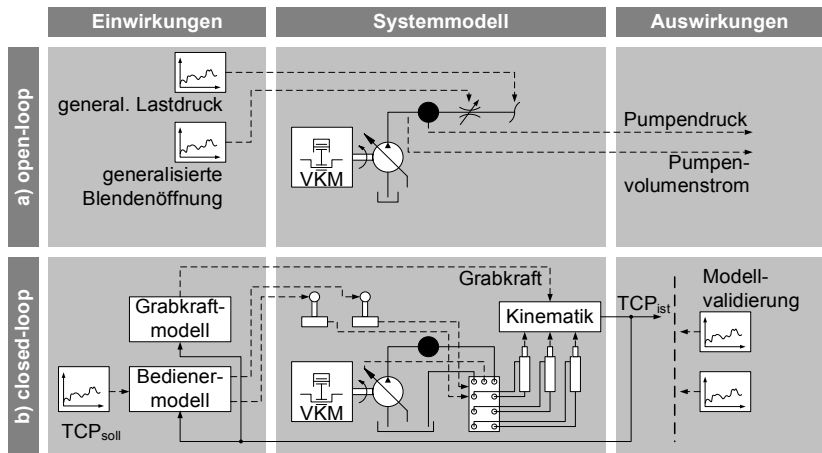 Einwirkungen
Systemmodell
Auswirkungen
a) open-loop
general. Lastdruck
generalisierte
Blendenöffnung
VKM
Pumpendruck
Pumpen-
volumenstrom
b) closed-loop
Grabkraft-
modell
Bediener-
modell
TCPsoll
Grabkraft
Kinematik
VKM
TCPist
Modell-
validierung